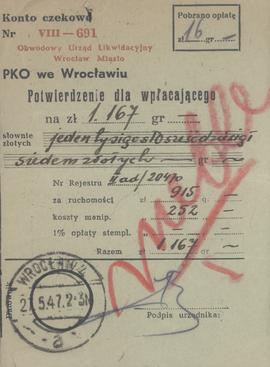 Konto czekowe
Pobrano opłatę
Nr VIII—691
16 gr —
Obwodowy Urząd Likwidacyjny
Wrocław Miasto
PKO we Wrocławiu
Potwierdzenie dla wpłacającego
na zł 1.167 gr —
słownie jeden tysiąc sto sześćdziesiąt
złotych siedem złotych — gr —
Nr Rejestru
za ruchomości zł 915 g.
koszty manip. 252 —
1% opłaty stempl.
Razem zł 1.167 gr —
WROCŁAW
5.47.2
a
Datownik
Podpis urzędnika: